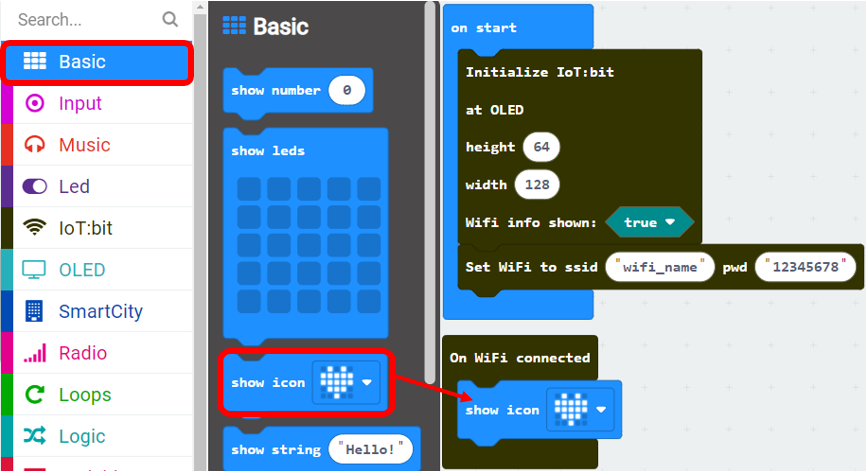 Search...
Basic
Input
Music
Led
IoT:bit
OLED
SmartCity
Radio
Loops
Logic
Basic
show number 0
show leds
show icon
show string "Hello!"
on start
Initialize IoT:bit
at OLED
height 64
width 128
Wifi info shown: true
Set WiFi to ssid "wifi_name" pwd "12345678"
On WiFi connected
show icon